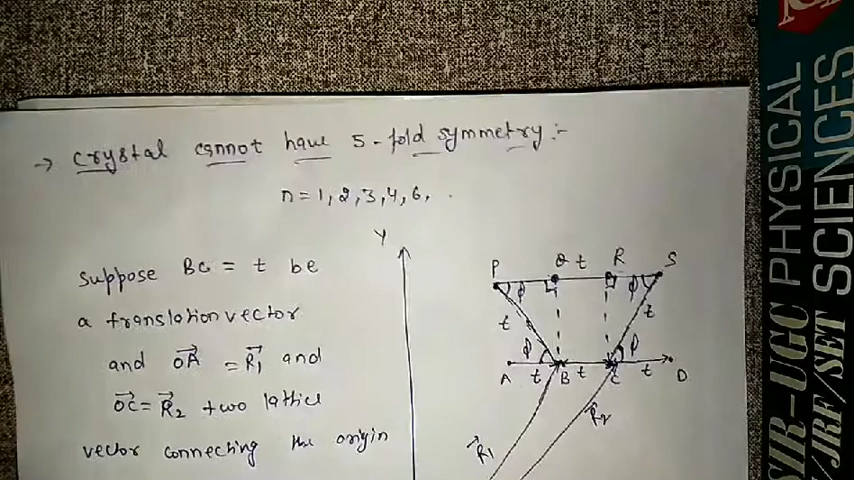 → crystal cannot have 5-fold symmetry :-
n = 1, 2, 3, 4, 6, .
suppose BC = t be
a translation vector
and OA = R1 and
OC = R2 two lattice
vector connecting the origin
Y
P Q t R S
ϕ ϕ
t t
ϕ ϕ
A t B t C t D
R1
R2
PHYSICAL SCIENCES
SIR-UGC
/JRF/SET